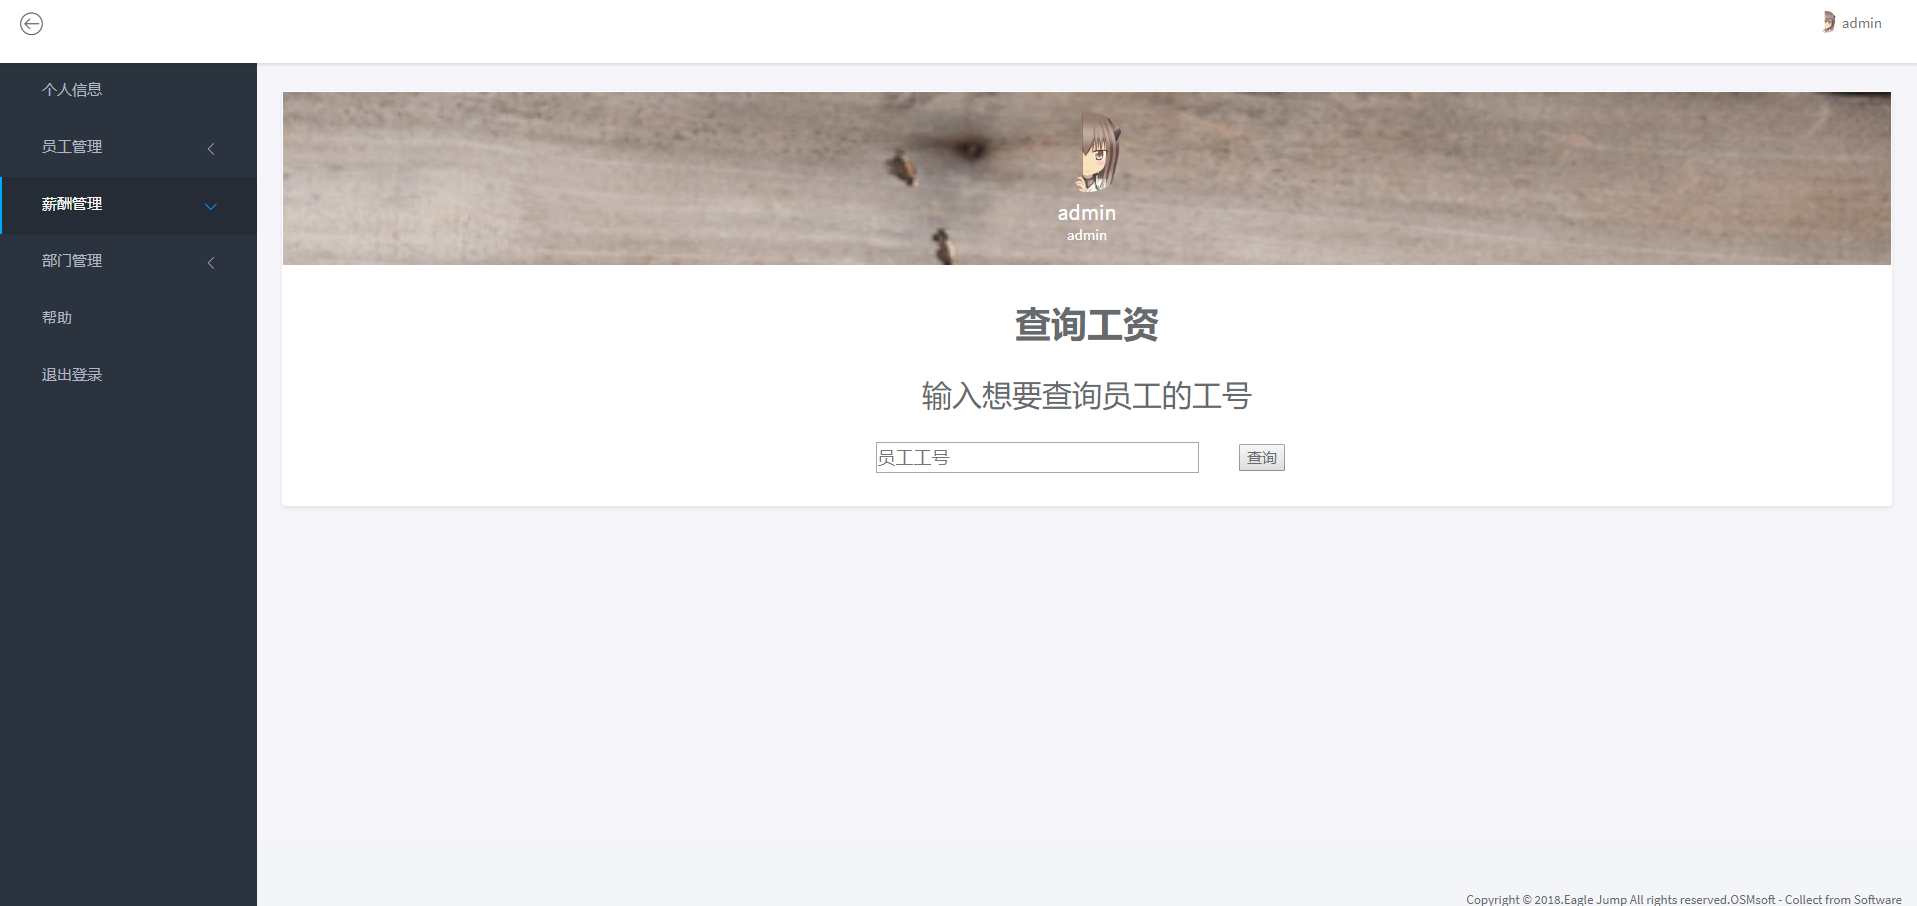 admin
个人信息
员工管理
薪酬管理
部门管理
帮助
退出登录
admin
admin
查询工资
输入想要查询员工的工号
员工工号
查询
Copyright © 2018.Eagle Jump All rights reserved.OSMsoft - Collect from Software